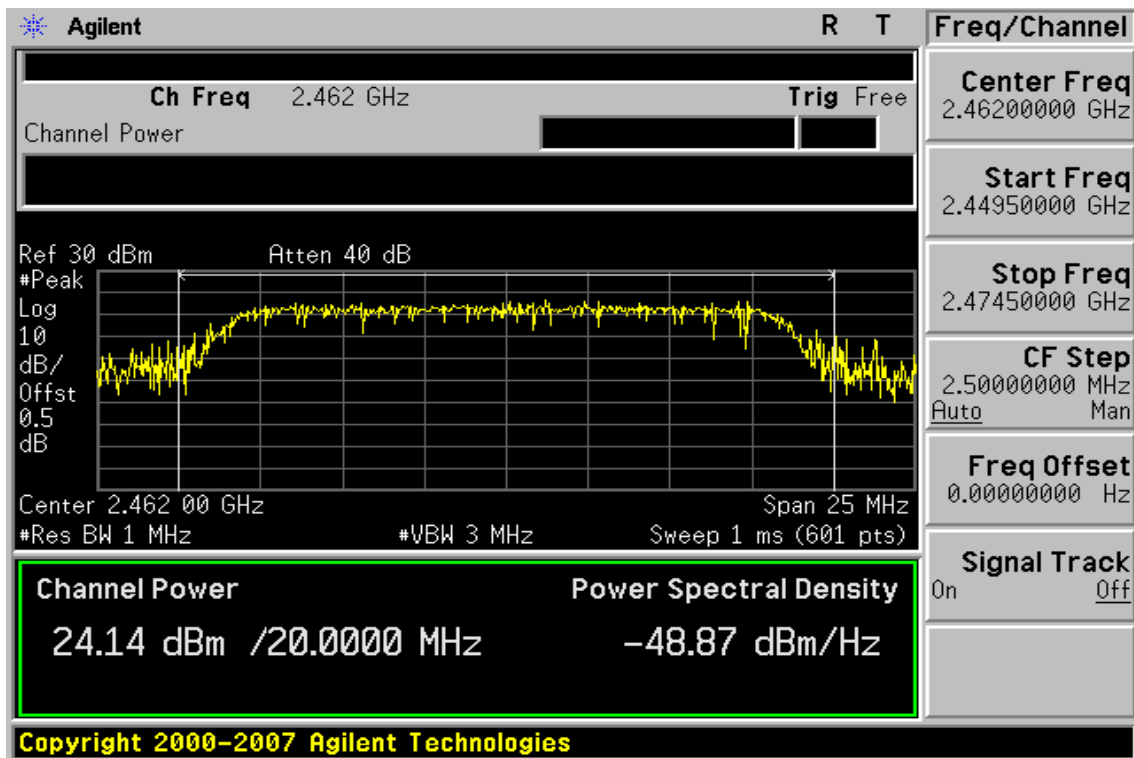 Agilent R T Freq/Channel
Ch Freq 2.462 GHz Trig Free
Channel Power
Center Freq
2.46200000 GHz
Start Freq
2.44950000 GHz
Stop Freq
2.47450000 GHz
CF Step
2.50000000 MHz
Auto Man
Freq Offset
0.00000000 Hz
Signal Track
On Off
Ref 30 dBm Atten 40 dB
#Peak
Log
10
dB/
Offst
0.5
dB
Center 2.462 00 GHz Span 25 MHz
#Res BW 1 MHz #VBW 3 MHz Sweep 1 ms (601 pts)
Channel Power Power Spectral Density
24.14 dBm /20.0000 MHz -48.87 dBm/Hz
Copyright 2000-2007 Agilent Technologies